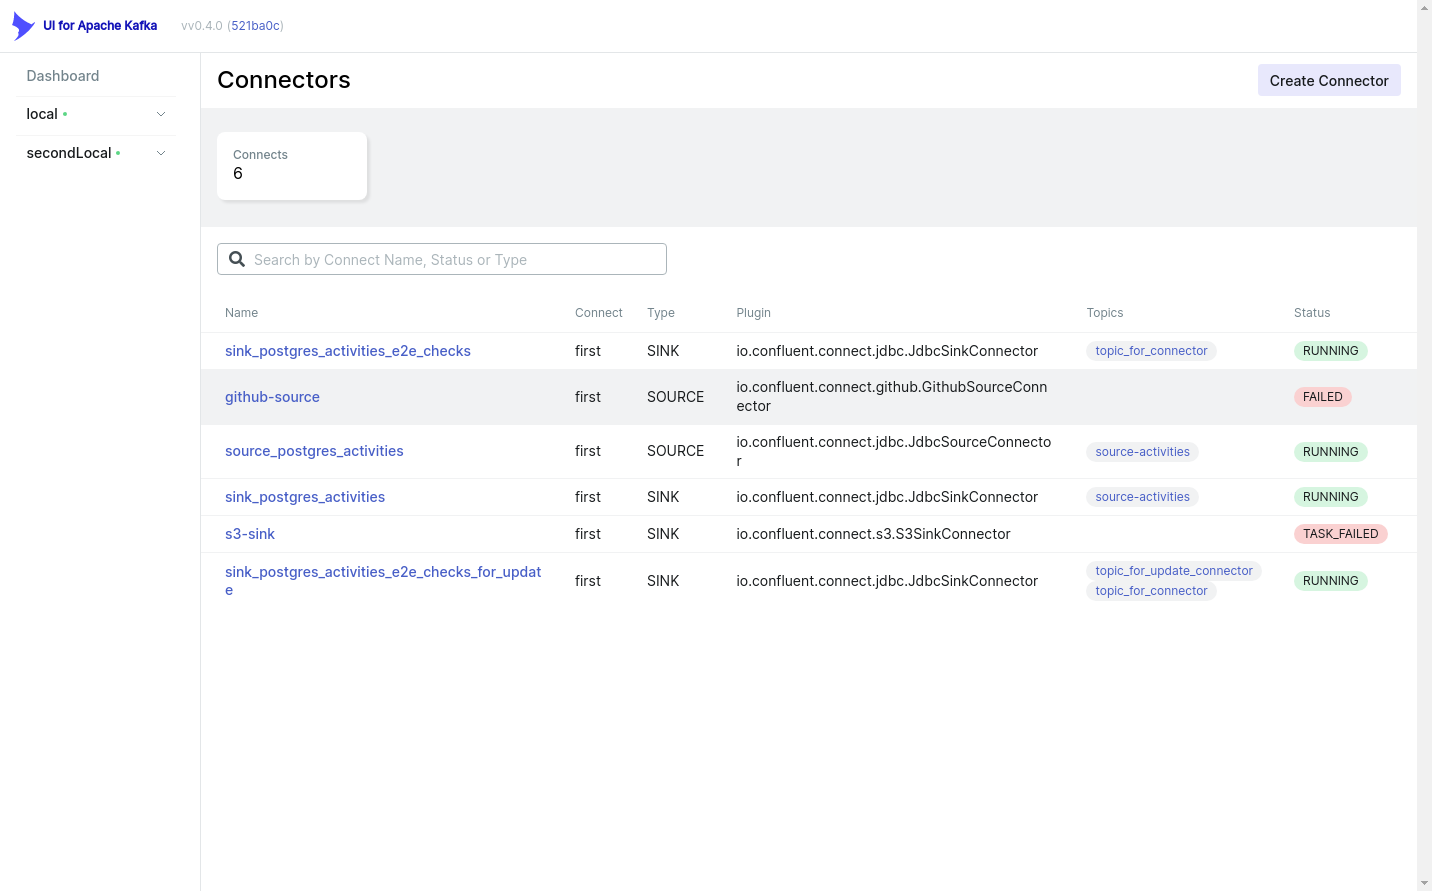 UI for Apache Kafka vv0.4.0 (521ba0c)
Dashboard
local
secondLocal
Connectors
Create Connector
Connects
6
Search by Connect Name, Status or Type
Name Connect Type Plugin Topics Status
sink_postgres_activities_e2e_checks first SINK io.confluent.connect.jdbc.JdbcSinkConnector topic_for_connector RUNNING
github-source first SOURCE io.confluent.connect.github.GithubSourceConn
ector FAILED
source_postgres_activities first SOURCE io.confluent.connect.jdbc.JdbcSourceConnecto
r source-activities RUNNING
sink_postgres_activities first SINK io.confluent.connect.jdbc.JdbcSinkConnector source-activities RUNNING
s3-sink first SINK io.confluent.connect.s3.S3SinkConnector TASK_FAILED
sink_postgres_activities_e2e_checks_for_updat
e first SINK io.confluent.connect.jdbc.JdbcSinkConnector topic_for_update_connector
topic_for_connector RUNNING